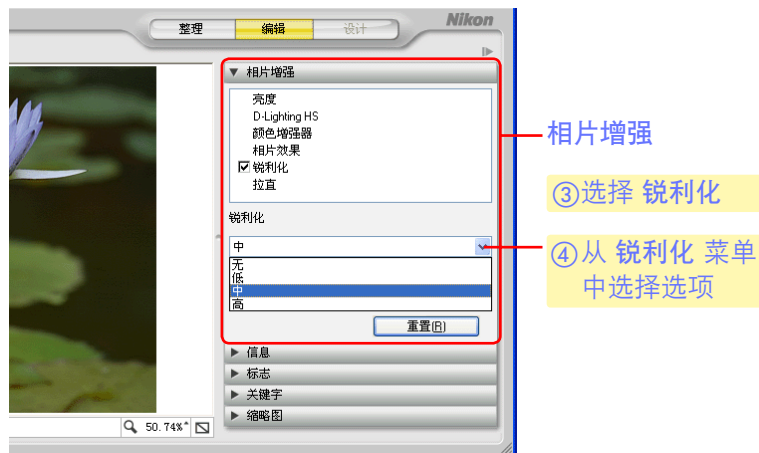 整理 编辑 设计 Nikon
相片增强
亮度
D-Lighting HS
颜色增强器
相片效果
锐利化
拉直
锐利化
中
无
低
中
高
重置(R)
信息
标志
关键字
缩略图
50.74%
相片增强
③选择 锐利化
④从 锐利化 菜单
中选择选项